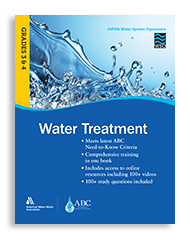 GRADES 3 & 4
AWWA Water System Operations
WSO
Water Treatment
• Meets latest ABC
Need-to-Know Criteria
• Comprehensive training
in one book
• Includes access to online
resources including 100+ videos
• 100+ study questions included
American Water Works
Association
ABC